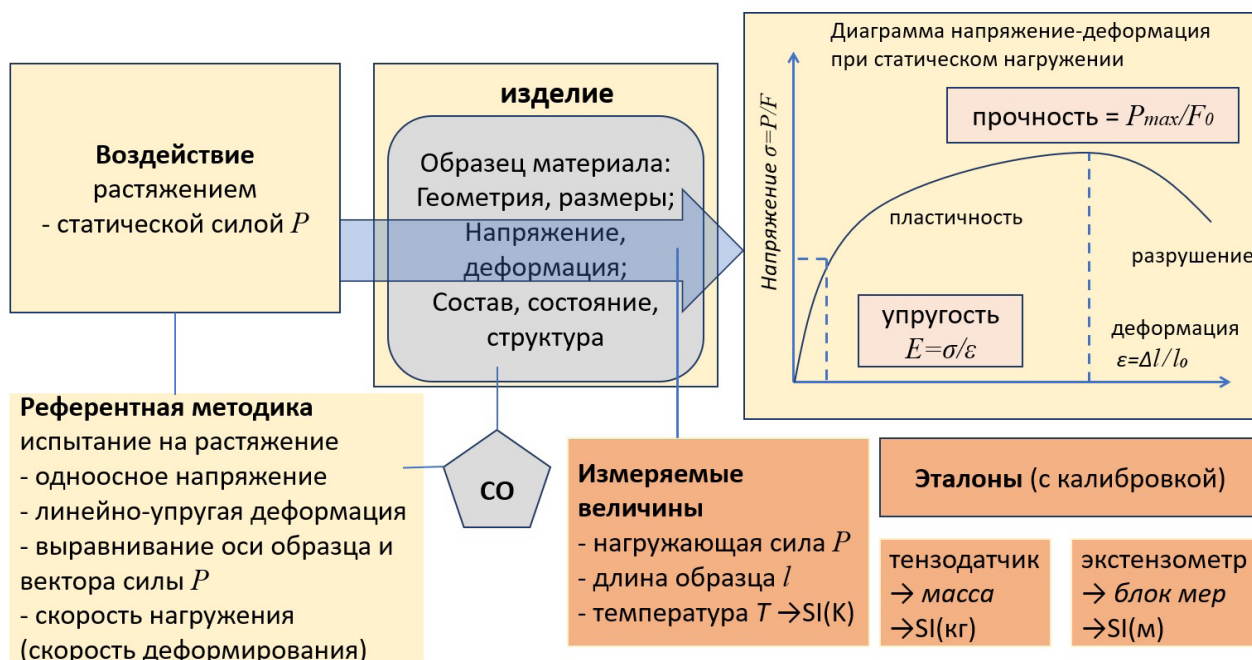 Воздействие
растяжением
- статической силой P
изделие
Образец материала:
Геометрия, размеры;
Напряжение,
деформация;
Состав, состояние,
структура
Диаграмма напряжение-деформация
при статическом нагружении
Напряжение σ=P/F
прочность = Pmax/F0
пластичность
разрушение
упругость
E=σ/ε
деформация
ε=Δl/l0
Референтная методика
испытание на растяжение
- одноосное напряжение
- линейно-упругая деформация
- выравнивание оси образца и
вектора силы P
- скорость нагружения
(скорость деформирования)
СО
Измеряемые
величины
- нагружающая сила P
- длина образца l
- температура T →SI(K)
Эталоны (с калибровкой)
тензодатчик
→ масса
→SI(кг)
экстензометр
→ блок мер
→SI(м)